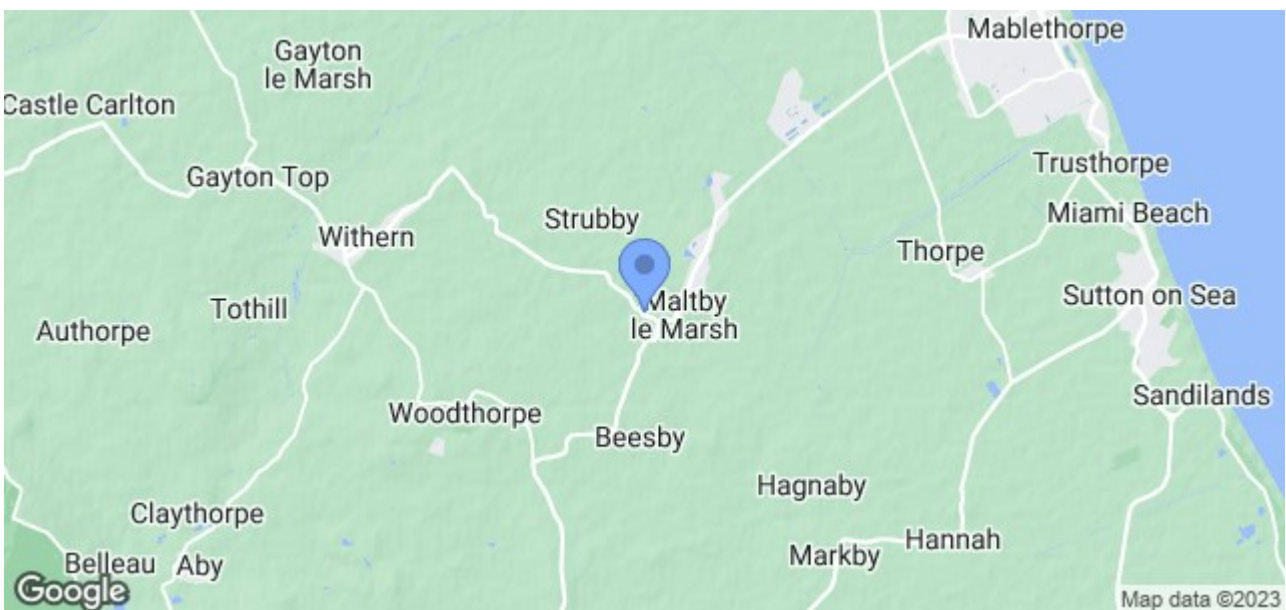 Mablethorpe
Gayton
le Marsh
Castle Carlton
Trusthorpe
Gayton Top
Miami Beach
Strubby
Withern
Thorpe
Sutton on Sea
Maltby
le Marsh
Tothill
Authorpe
Sandilands
Woodthorpe
Beesby
Hagnaby
Claythorpe
Hannah
Markby
Belleau
Aby
Google
Map data ©2023